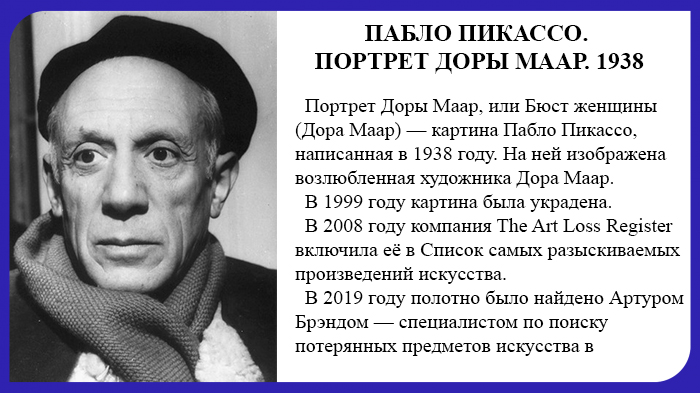 ПАБЛО ПИКАССО.
ПОРТРЕТ ДОРЫ МААР. 1938
Портрет Доры Маар, или Бюст женщины
(Дора Маар) — картина Пабло Пикассо,
написанная в 1938 году. На ней изображена
возлюбленная художника Дора Маар.
В 1999 году картина была украдена.
В 2008 году компания The Art Loss Register
включила её в Список самых разыскиваемых
произведений искусства.
В 2019 году полотно было найдено Артуром
Брэндом — специалистом по поиску
потерянных предметов искусства в